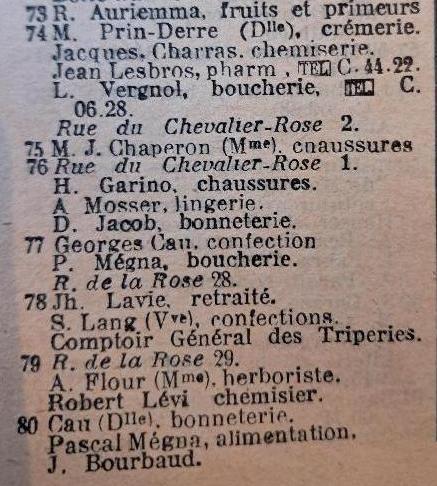 73 R. Auriemma, fruits et primeurs
74 M. Prin-Derre (Dlle), crémerie.
Jacques, Charras, chemiserie.
Jean Lesbros, pharm., TEL C. 44.22.
L. Vergnol, boucherie, TEL C.
06.28.
Rue du Chevalier-Rose 2.
75 M. J. Chaperon (Mme), cnaussures
76 Rue du Chevalier-Rose 1.
H. Garino, chaussures.
A Mosser, lingerie.
D. Jacob, bonneterie.
77 Georges Cau, confection
P. Mégna, boucherie.
R. de la Rose 28.
78 Jh. Lavie, retraité.
S. Lang (Vve), confections.
Comptoir Général des Triperies.
79 R. de la Rose 29.
A. Flour (Mme), herboriste.
Robert Lévi chemisier.
80 Cau (Dlle), bonneterie.
Pascal Mégna, alimentation.
J. Bourbaud.